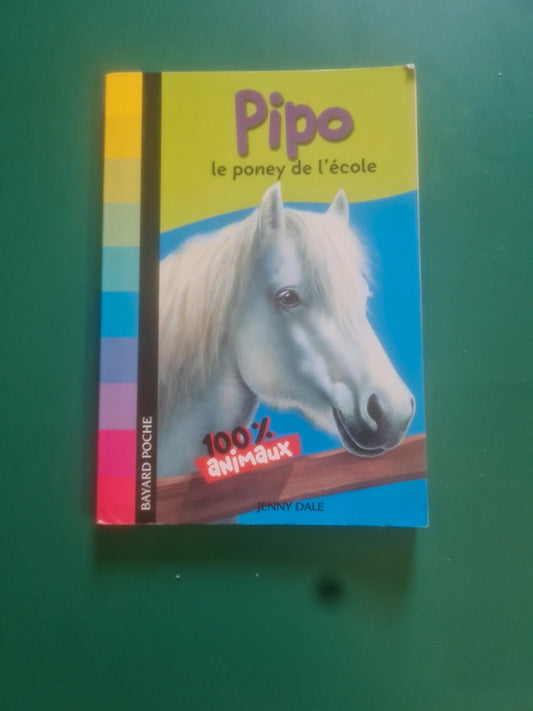 Pipo
le poney de l'école
100%
animaux
JENNY DALE
BAYARD POCHE